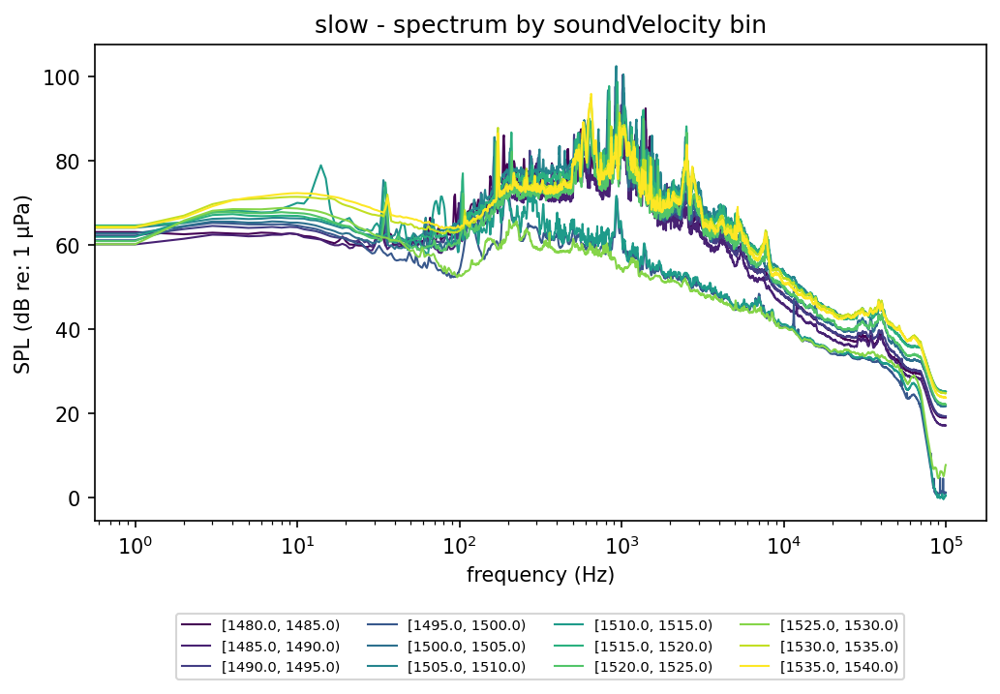 slow - spectrum by soundVelocity bin
SPL (dB re: 1 µPa)
100
80
60
40
20
0
10⁰ 10¹ 10² 10³ 10⁴ 10⁵
frequency (Hz)
[1480.0, 1485.0) [1495.0, 1500.0) [1510.0, 1515.0) [1525.0, 1530.0)
[1485.0, 1490.0) [1500.0, 1505.0) [1515.0, 1520.0) [1530.0, 1535.0)
[1490.0, 1495.0) [1505.0, 1510.0) [1520.0, 1525.0) [1535.0, 1540.0)